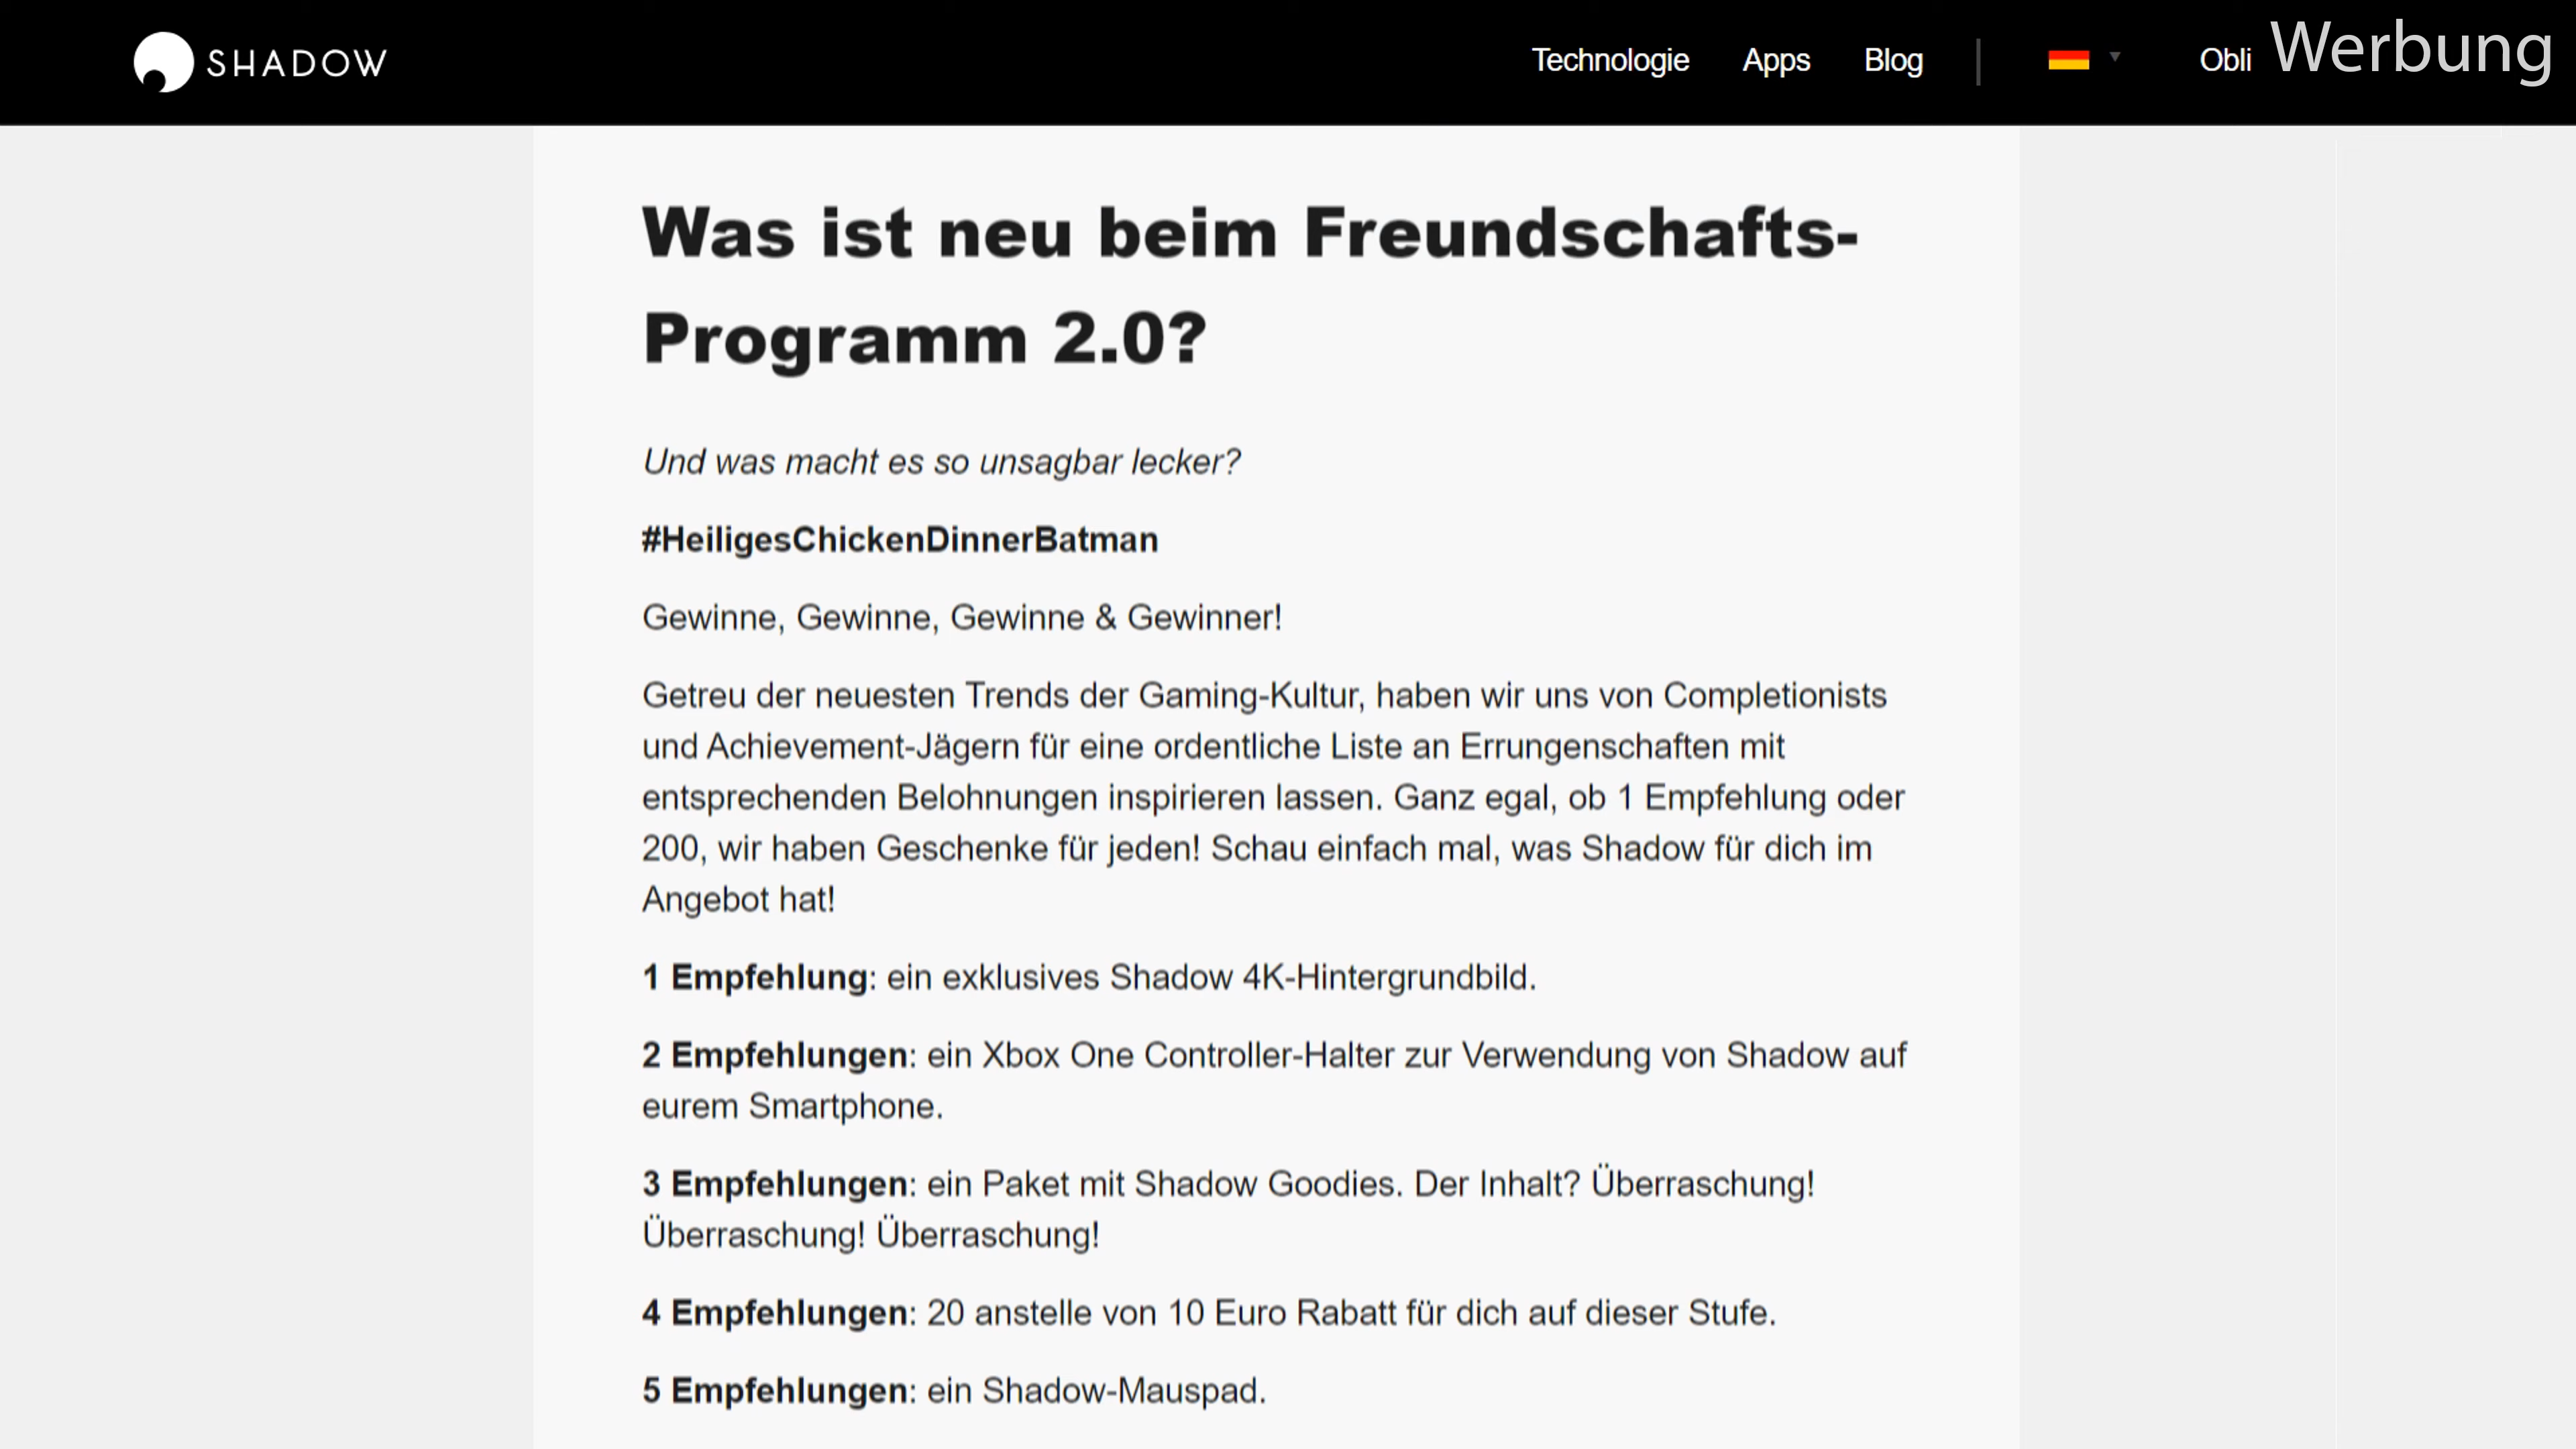 SHADOW
Technologie Apps Blog Obli Werbung
Was ist neu beim Freundschafts-
Programm 2.0?
Und was macht es so unsagbar lecker?
#HeiligesChickenDinnerBatman
Gewinne, Gewinne, Gewinne & Gewinner!
Getreu der neuesten Trends der Gaming-Kultur, haben wir uns von Completionists
und Achievement-Jägern für eine ordentliche Liste an Errungenschaften mit
entsprechenden Belohnungen inspirieren lassen. Ganz egal, ob 1 Empfehlung oder
200, wir haben Geschenke für jeden! Schau einfach mal, was Shadow für dich im
Angebot hat!
1 Empfehlung: ein exklusives Shadow 4K-Hintergrundbild.
2 Empfehlungen: ein Xbox One Controller-Halter zur Verwendung von Shadow auf
eurem Smartphone.
3 Empfehlungen: ein Paket mit Shadow Goodies. Der Inhalt? Überraschung!
Überraschung! Überraschung!
4 Empfehlungen: 20 anstelle von 10 Euro Rabatt für dich auf dieser Stufe.
5 Empfehlungen: ein Shadow-Mauspad.